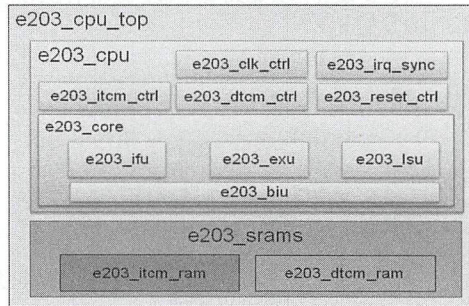 e203_cpu_top
e203_cpu
e203_clk_ctrl e203_irq_sync
e203_itcm_ctrl e203_dtcm_ctrl e203_reset_ctrl
e203_core
e203_ifu e203_exu e203_lsu
e203_biu
e203_srams
e203_itcm_ram e203_dtcm_ram